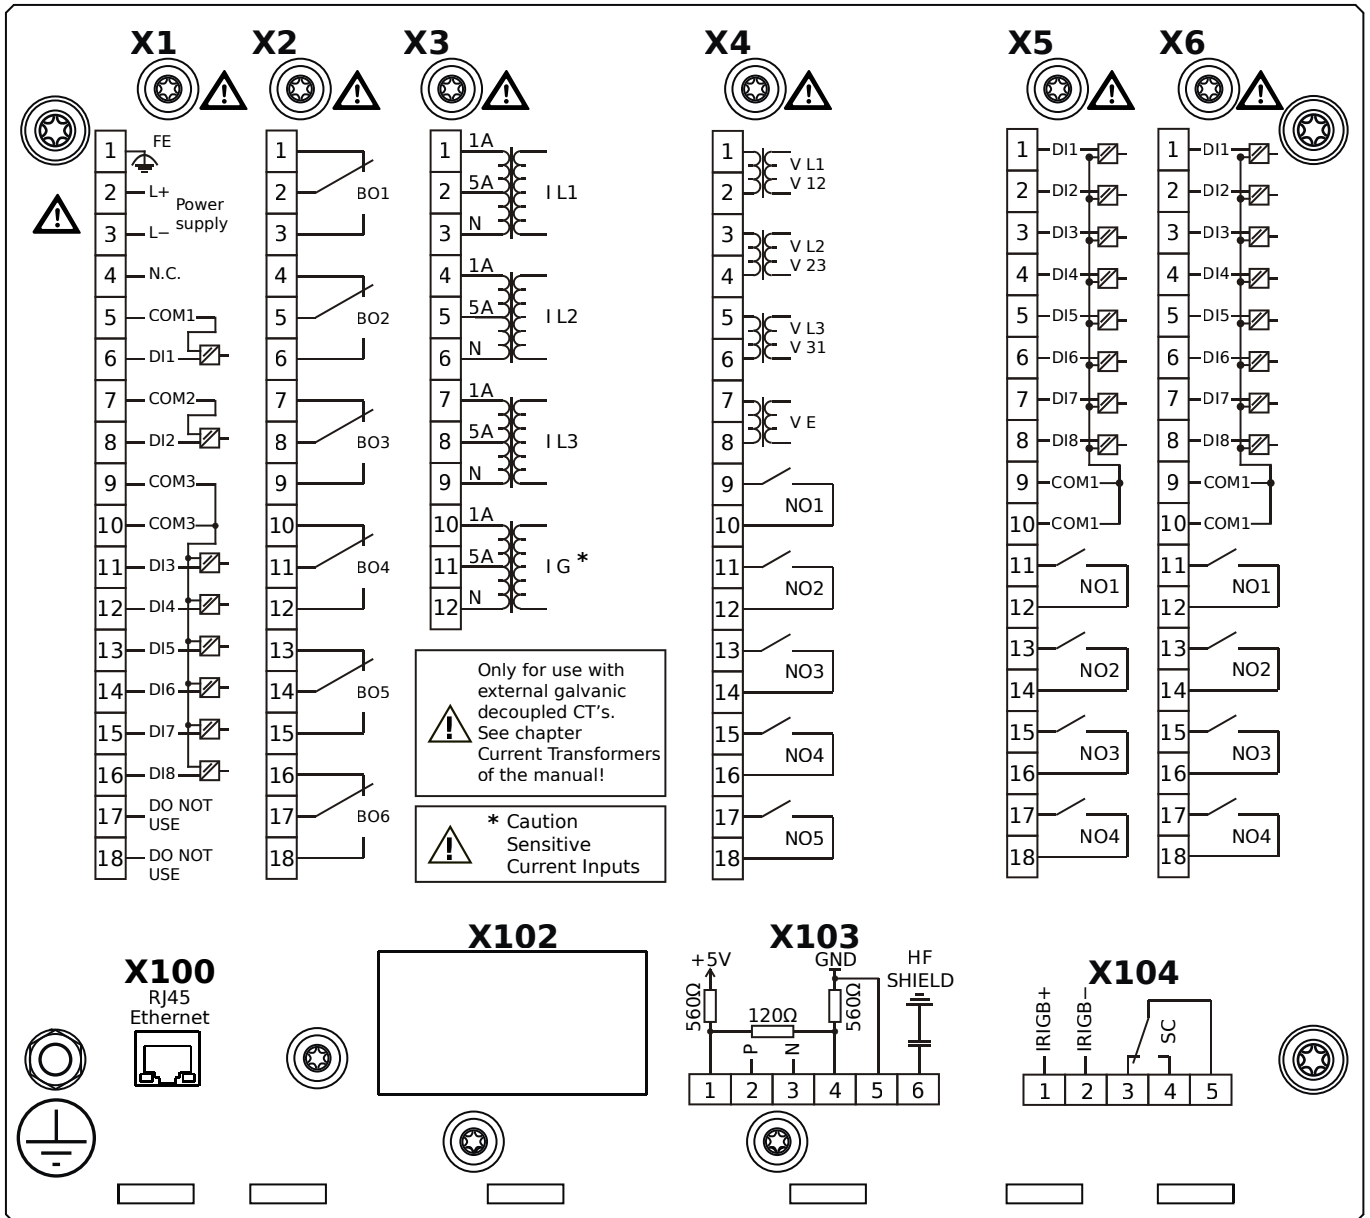 X1 X2 X3 X4 X5 X6
1 FE
2 L+
Power
supply
3 L−
4 N.C.
5 COM1
6 DI1
7 COM2
8 DI2
9 COM3
10 COM3
11 DI3
12 DI4
13 DI5
14 DI6
15 DI7
16 DI8
17 DO NOT
USE
18 DO NOT
USE
1
2 BO1
3
4
5 BO2
6
7
8 BO3
9
10
11 BO4
12
13
14 BO5
15
16
17 BO6
18
1 1A
2 5A I L1
3 N
4 1A
5 5A I L2
6 N
7 1A
8 5A I L3
9 N
10 1A
11 5A I G *
12 N
Only for use with
external galvanic
decoupled CT's.
See chapter
Current Transformers
of the manual!
* Caution
Sensitive
Current Inputs
1 V L1
2 V 12
3 V L2
4 V 23
5 V L3
6 V 31
7 V E
8
9
10 NO1
11
12 NO2
13
14 NO3
15
16 NO4
17
18 NO5
1 DI1
2 DI2
3 DI3
4 DI4
5 DI5
6 DI6
7 DI7
8 DI8
9 COM1
10 COM1
11
12 NO1
13
14 NO2
15
16 NO3
17
18 NO4
1 DI1
2 DI2
3 DI3
4 DI4
5 DI5
6 DI6
7 DI7
8 DI8
9 COM1
10 COM1
11
12 NO1
13
14 NO2
15
16 NO3
17
18 NO4
X100
RJ45
Ethernet
X102
X103
+5V GND HF
SHIELD
560Ω 120Ω 560Ω
P N
1 2 3 4 5 6
X104
IRIGB+ IRIGB− SC
1 2 3 4 5